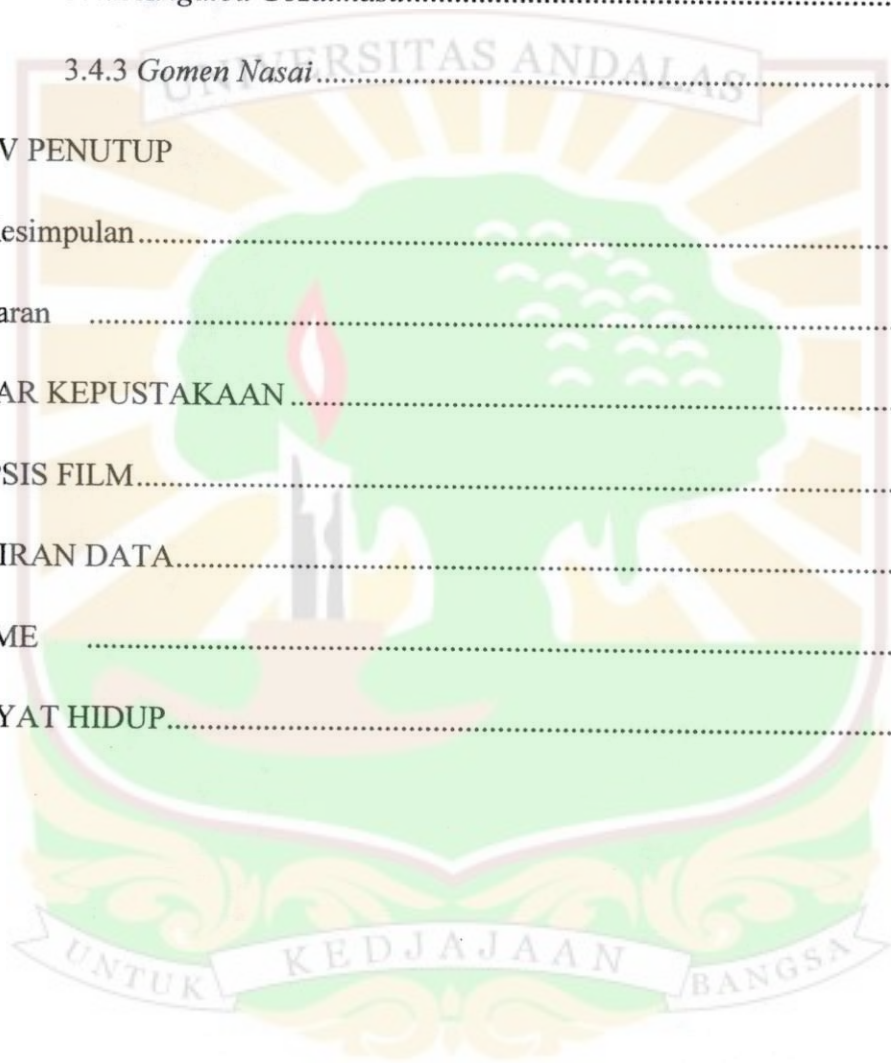 3.4.3 Gomen Nasai
V PENUTUP
esimpulan
aran
AR KEPUSTAKAAN
PSIS FILM
IRAN DATA
ME
YAT HIDUP
UNIVERSITAS ANDALAS
UNTUK KEDJAJAAN BANGSA